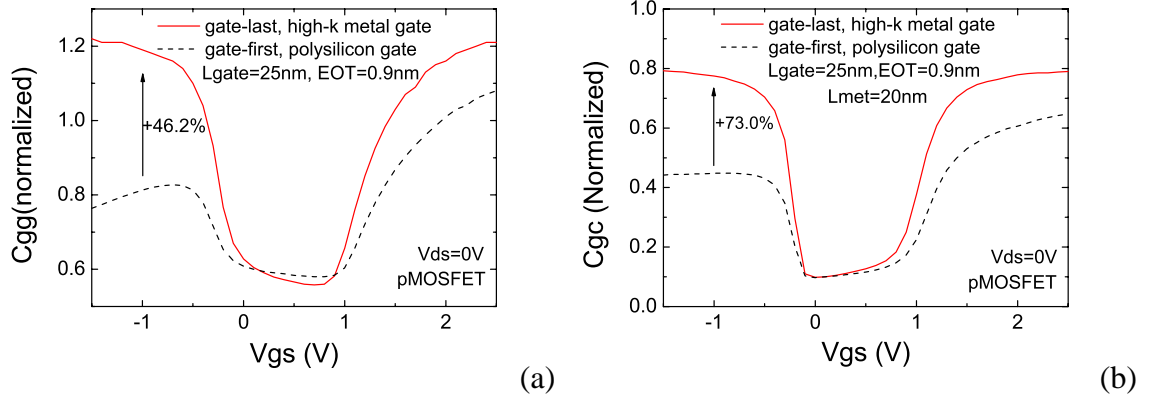 gate-last, high-k metal gate
gate-first, polysilicon gate
Lgate=25nm, EOT=0.9nm
+46.2%
Vds=0V
pMOSFET
Cgg(normalized)
1.2
1.0
0.8
0.6
-1
0
1
2
Vgs (V)
(a)
gate-last, high-k metal gate
gate-first, polysilicon gate
Lgate=25nm,EOT=0.9nm
Lmet=20nm
+73.0%
Vds=0V
pMOSFET
Cgc (Normalized)
1.0
0.8
0.6
0.4
0.2
0.0
-1
0
1
2
Vgs (V)
(b)